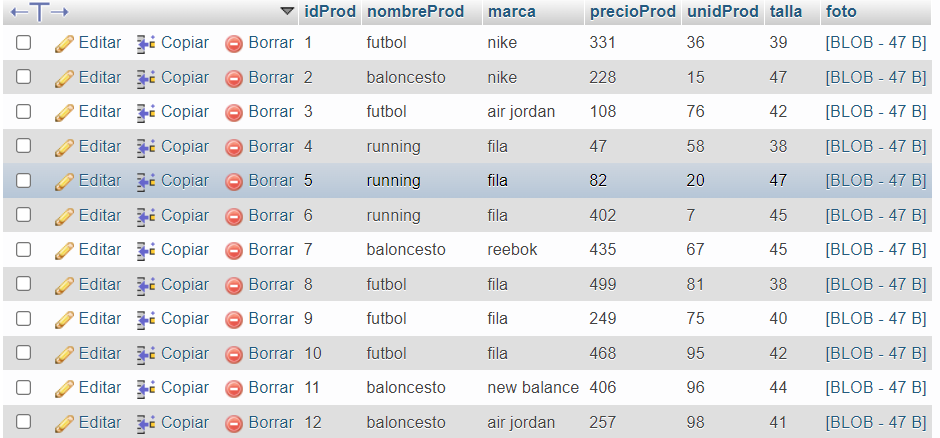 idProd nombreProd marca precioProd unidProd talla foto
Editar Copiar Borrar 1 futbol nike 331 36 39 [BLOB - 47 B]
Editar Copiar Borrar 2 baloncesto nike 228 15 47 [BLOB - 47 B]
Editar Copiar Borrar 3 futbol air jordan 108 76 42 [BLOB - 47 B]
Editar Copiar Borrar 4 running fila 47 58 38 [BLOB - 47 B]
Editar Copiar Borrar 5 running fila 82 20 47 [BLOB - 47 B]
Editar Copiar Borrar 6 running fila 402 7 45 [BLOB - 47 B]
Editar Copiar Borrar 7 baloncesto reebok 435 67 45 [BLOB - 47 B]
Editar Copiar Borrar 8 futbol fila 499 81 38 [BLOB - 47 B]
Editar Copiar Borrar 9 futbol fila 249 75 40 [BLOB - 47 B]
Editar Copiar Borrar 10 futbol fila 468 95 42 [BLOB - 47 B]
Editar Copiar Borrar 11 baloncesto new balance 406 96 44 [BLOB - 47 B]
Editar Copiar Borrar 12 baloncesto air jordan 257 98 41 [BLOB - 47 B]